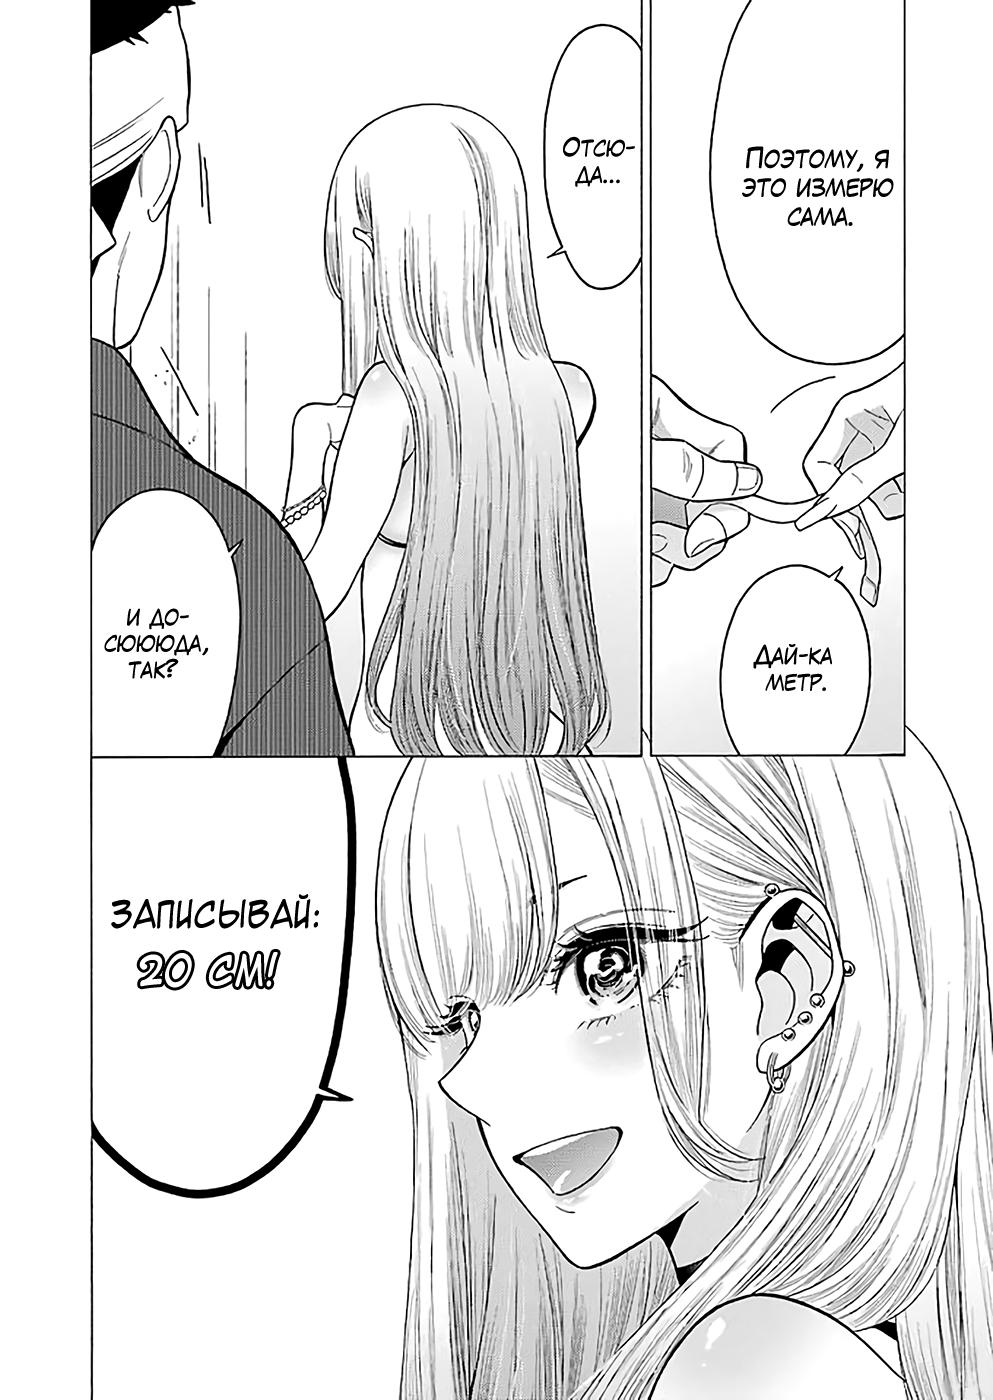 Поэтому, я
это измерю
сама.
Дай-ка
метр.
Отсю-
да...
и до-
сюююда,
так?
Записывай:
20 см!